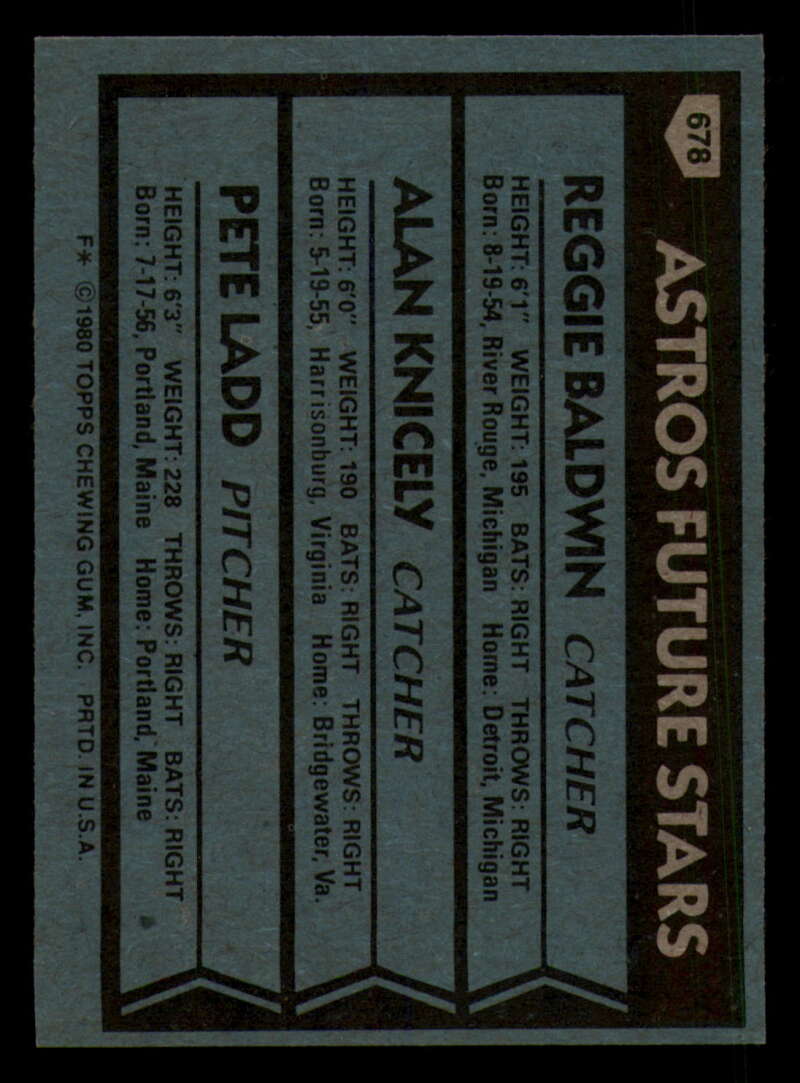 678
ASTROS FUTURE STARS
REGGIE BALDWIN CATCHER
HEIGHT: 6'1" WEIGHT: 195 BATS: RIGHT THROWS: RIGHT
Born: 8-19-54, River Rouge, Michigan Home: Detroit, Michigan
ALAN KNICELY CATCHER
HEIGHT: 6'0" WEIGHT: 190 BATS: RIGHT THROWS: RIGHT
Born: 5-19-55, Harrisonburg, Virginia Home: Bridgewater, Va.
PETE LADD PITCHER
HEIGHT: 6'3" WEIGHT: 228 THROWS: RIGHT BATS: RIGHT
Born: 7-17-56, Portland, Maine Home: Portland, Maine
F* ©1980 TOPPS CHEWING GUM, INC. PRTD. IN U.S.A.